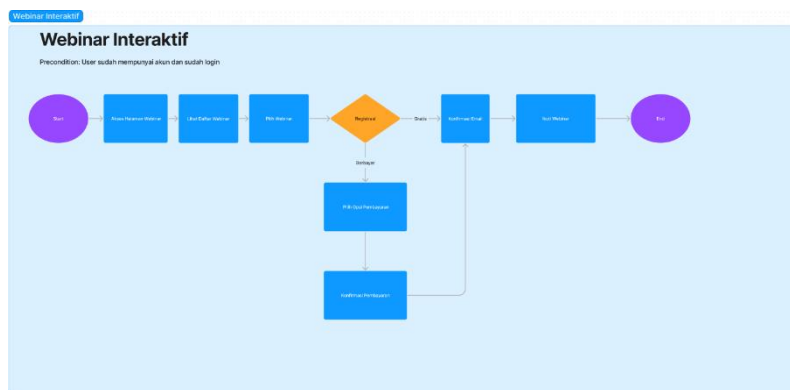 Webinar Interaktif
Webinar Interaktif
Precondition: User sudah mempunyai akun dan sudah login
Start
Akses Halaman Webinar
Lihat Daftar Webinar
Pilih Webinar
Registrasi
Gratis
Konfirmasi Email
Ikuti Webinar
End
Berbayar
Pilih Opsi Pembayaran
Konfirmasi Pembayaran